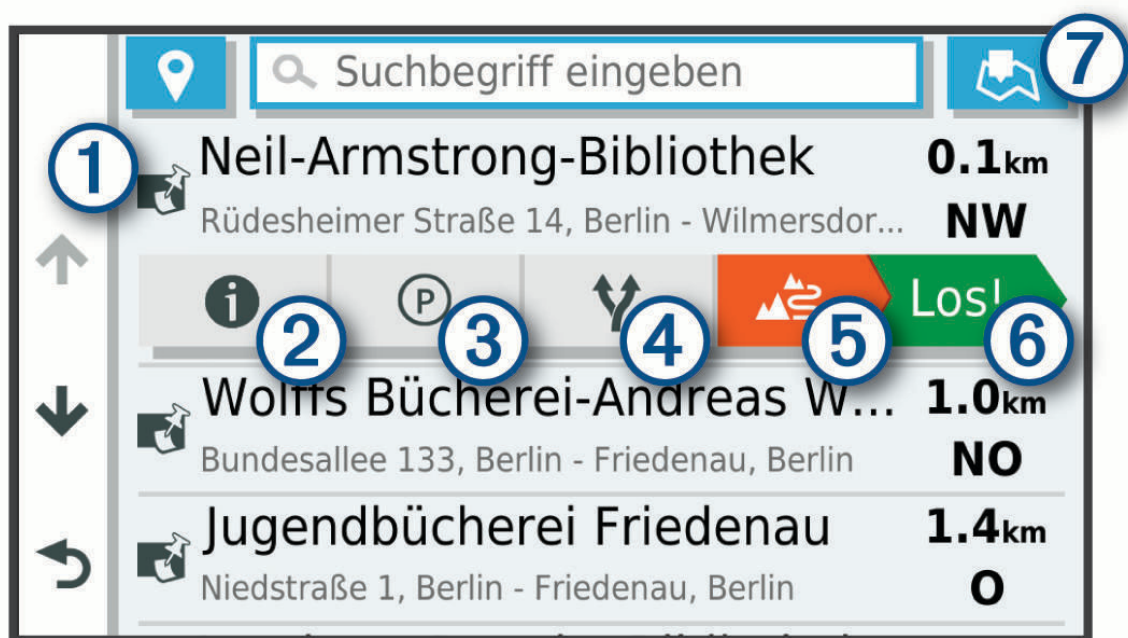 Suchbegriff eingeben
7
1
Neil-Armstrong-Bibliothek 0.1km
Rüdesheimer Straße 14, Berlin - Wilmersdor... NW
i P Los!
2 3 4 5 6
Wolffs Bücherei-Andreas W... 1.0km
Bundesallee 133, Berlin - Friedenau, Berlin NO
Jugendbücherei Friedenau 1.4km
Niedstraße 1, Berlin - Friedenau, Berlin O